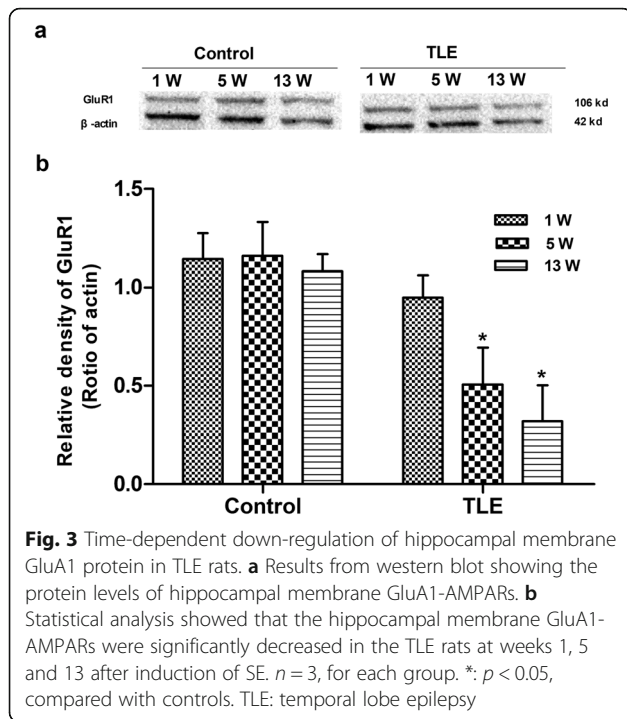 a
Control TLE
1 W 5 W 13 W 1 W 5 W 13 W
GluR1 106 kd
β -actin 42 kd
b
Relative density of GluR1
(Rotio of actin)
1.5
1.0
0.5
0.0
1 W
5 W
13 W
* *
Control TLE
Fig. 3 Time-dependent down-regulation of hippocampal membrane
GluA1 protein in TLE rats. a Results from western blot showing the
protein levels of hippocampal membrane GluA1-AMPARs. b
Statistical analysis showed that the hippocampal membrane GluA1-
AMPARs were significantly decreased in the TLE rats at weeks 1, 5
and 13 after induction of SE. n = 3, for each group. *: p < 0.05,
compared with controls. TLE: temporal lobe epilepsy